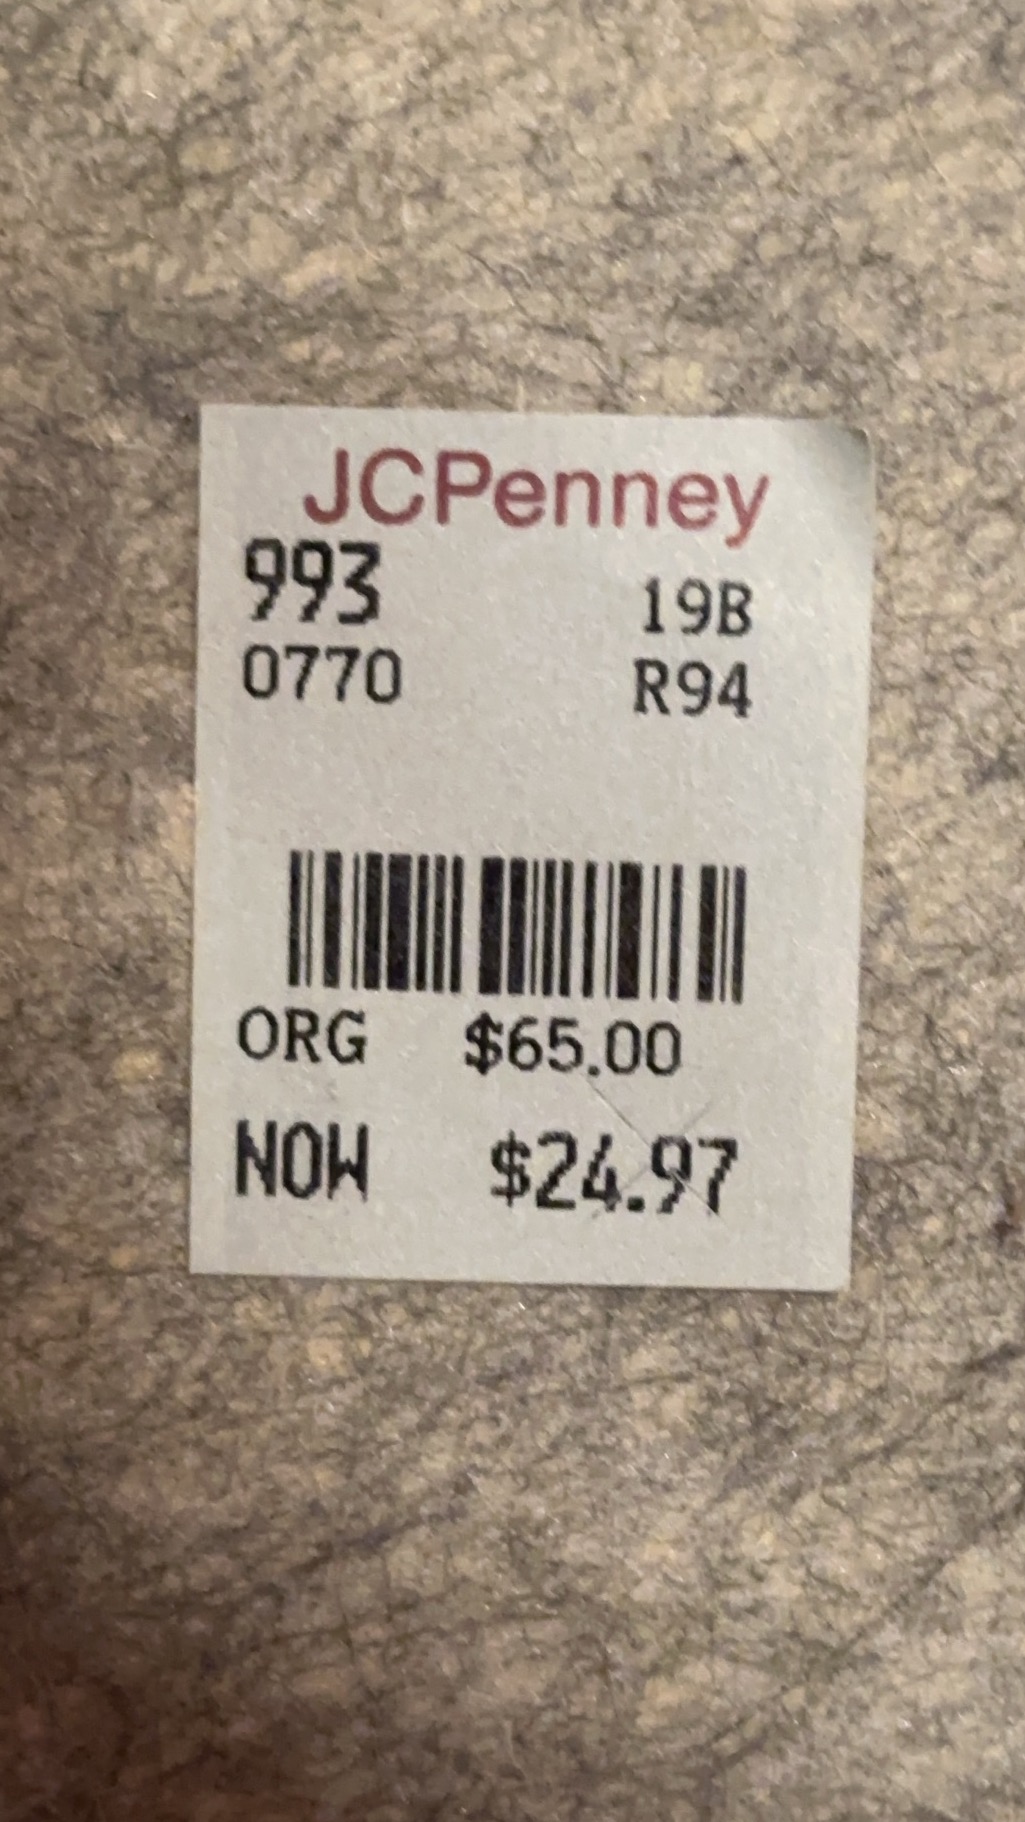 JCPenney
993 19B
0770 R94
ORG $65.00
NOW $24.97